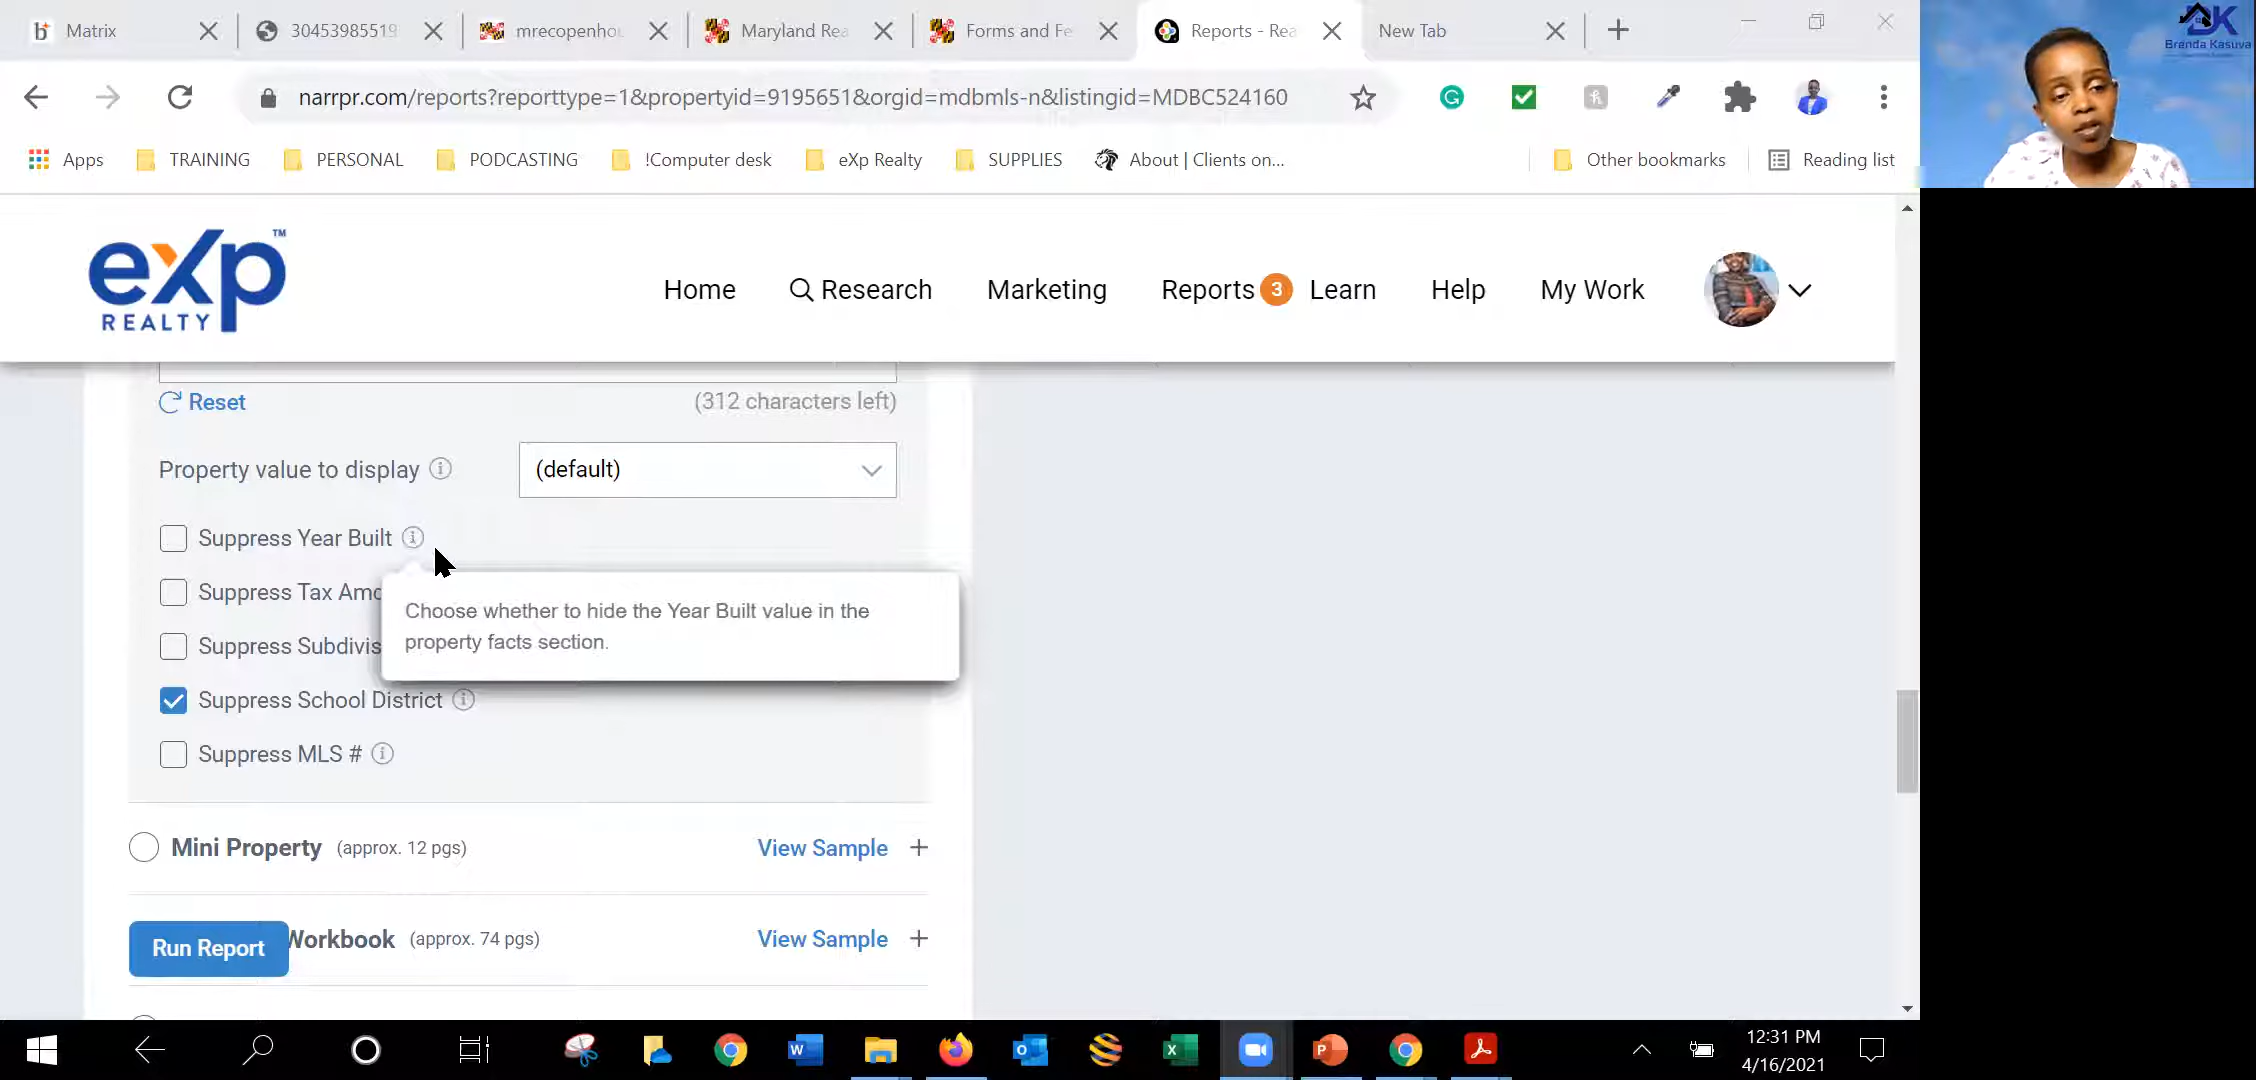 Matrix
30453985519
mrecopenhou
Maryland Rea
Forms and Fe
Reports - Rea
New Tab
narrpr.com/reports?reporttype=1&propertyid=9195651&orgid=mdbmls-n&listingid=MDBC524160
Apps
TRAINING
PERSONAL
PODCASTING
!Computer desk
eXp Realty
SUPPLIES
About | Clients on...
Other bookmarks
Reading list
Brenda Kasuva
eXp
REALTY
TM
Home
Research
Marketing
Reports 3
Learn
Help
My Work
Reset
(312 characters left)
Property value to display
(default)
Suppress Year Built
Suppress Tax Amo
Choose whether to hide the Year Built value in the
property facts section.
Suppress Subdivis
Suppress School District
Suppress MLS #
Mini Property (approx. 12 pgs)
View Sample +
Run Report
Workbook (approx. 74 pgs)
View Sample +
12:31 PM
4/16/2021